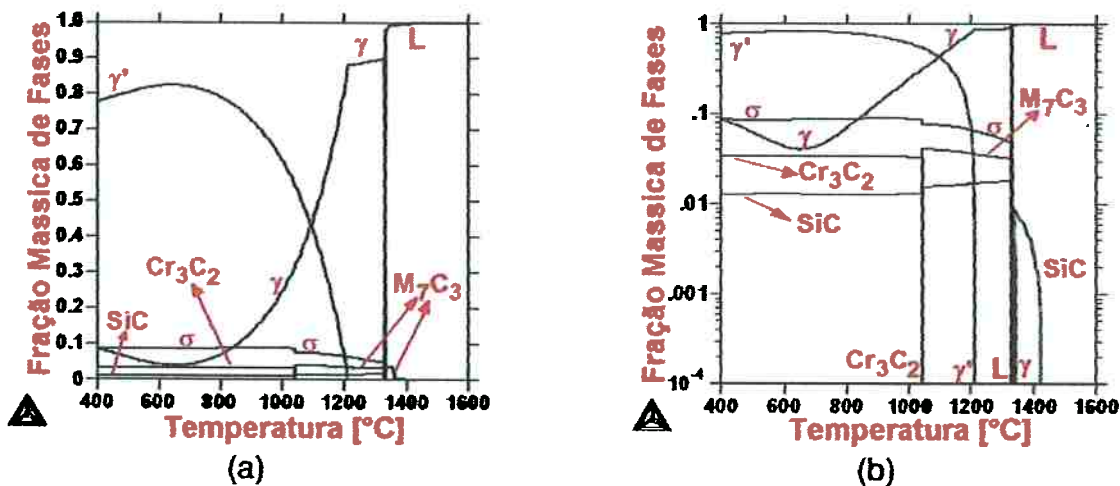 1.0
0.9
0.8
0.7
0.6
0.5
0.4
0.3
0.2
0.1
0
Fração Massica de Fases
γ'
γ
L
Cr3C2
γ
M7C3
SiC
σ
σ
400 600 800 1000 1200 1400 1600
Temperatura [°C]
(a)
1
.1
.01
.001
10-4
Fração Massica de Fases
γ'
γ
L
M7C3
σ
γ
σ
Cr3C2
SiC
SiC
Cr3C2
γ'
L
γ
400 600 800 1000 1200 1400 1600
Temperatura [°C]
(b)